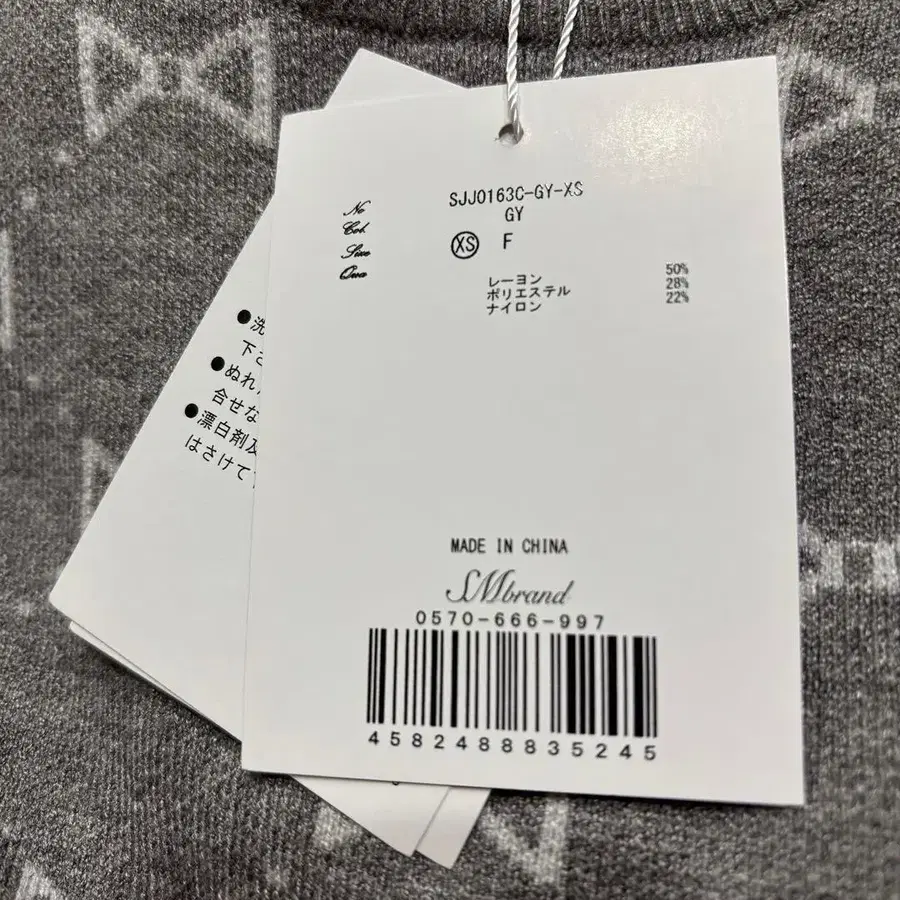 No SJJ0163C-GY-XS
Col. GY
Size XS F
Qua レーヨン 50%
ポリエステル 28%
ナイロン 22%
MADE IN CHINA
SMbrand
0570-666-997
4582488835245
●洗
下さ
●ぬれ
合せな
●漂白剤及
はさけて